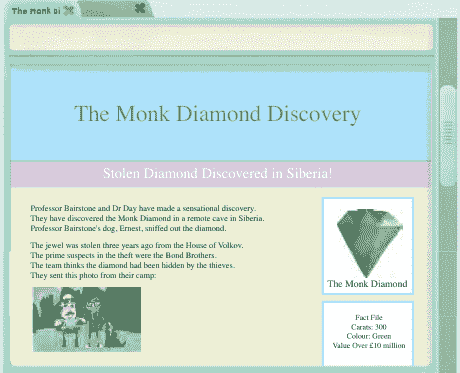 The monk di
The Monk Diamond Discovery
Stolen Diamond Discovered in Siberia!
Professor Bairstone and Dr Day have made a sensational discovery.
They have discovered the Monk Diamond in a remote cave in Siberia.
Professor Bairstone's dog, Ernest, sniffed out the diamond.
The jewel was stolen three years ago from the House of Volkov.
The prime suspects in the theft were the Bond Brothers.
The team thinks the diamond had been hidden by the thieves.
They sent this photo from their camp:
The Monk Diamond
Fact File
Carats: 300
Colour: Green
Value Over £10 million